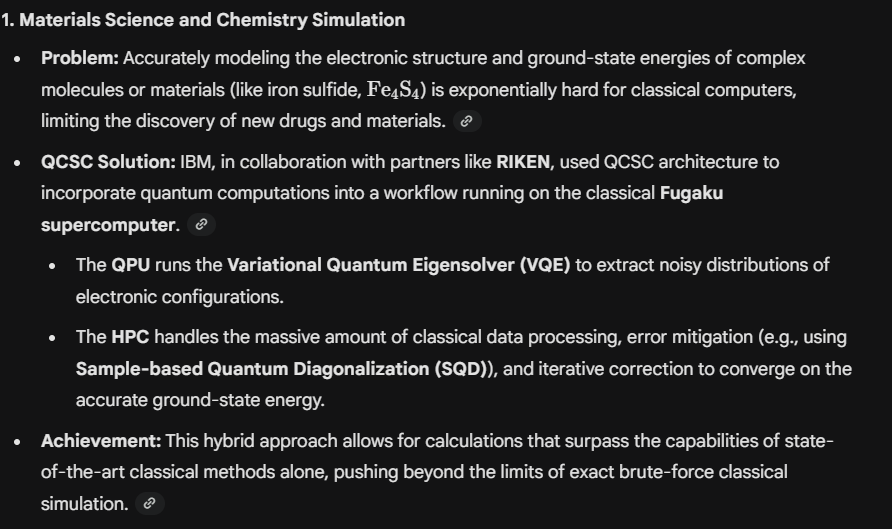 1. Materials Science and Chemistry Simulation
• Problem: Accurately modeling the electronic structure and ground-state energies of complex
molecules or materials (like iron sulfide, Fe₄S₄) is exponentially hard for classical computers,
limiting the discovery of new drugs and materials.
• QCSC Solution: IBM, in collaboration with partners like RIKEN, used QCSC architecture to
incorporate quantum computations into a workflow running on the classical Fugaku
supercomputer.
• The QPU runs the Variational Quantum Eigensolver (VQE) to extract noisy distributions of
electronic configurations.
• The HPC handles the massive amount of classical data processing, error mitigation (e.g., using
Sample-based Quantum Diagonalization (SQD)), and iterative correction to converge on the
accurate ground-state energy.
• Achievement: This hybrid approach allows for calculations that surpass the capabilities of state-
of-the-art classical methods alone, pushing beyond the limits of exact brute-force classical
simulation.